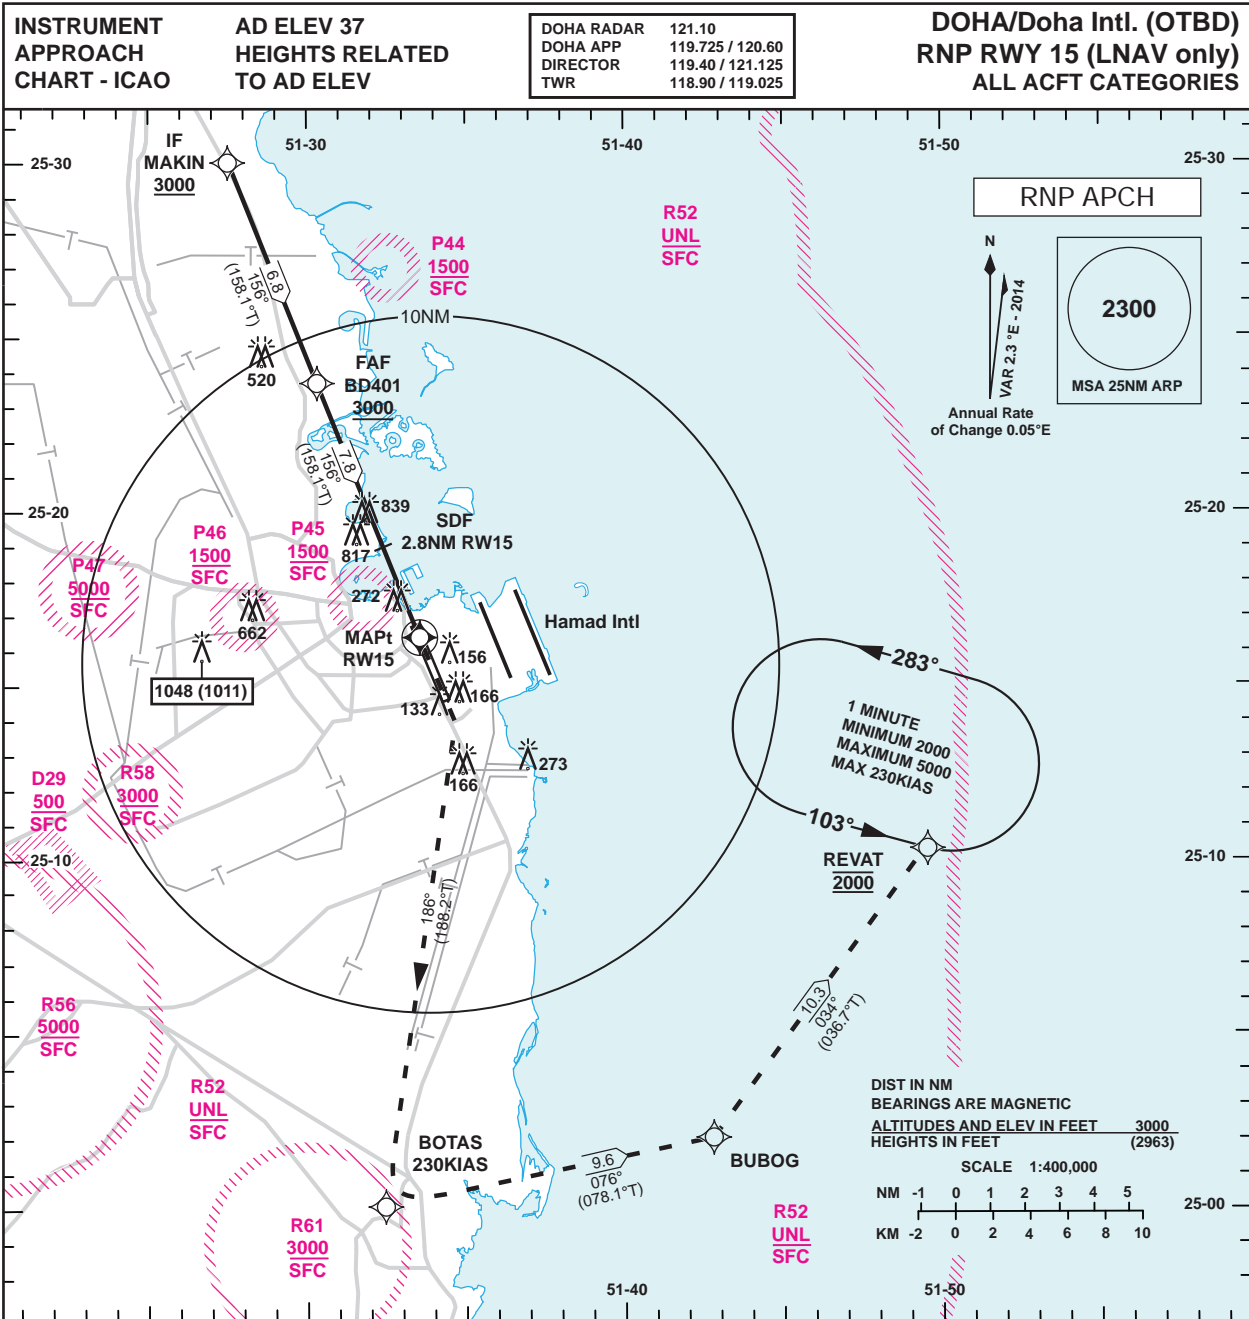 INSTRUMENT
APPROACH
CHART - ICAO
AD ELEV 37
HEIGHTS RELATED
TO AD ELEV
DOHA RADAR 121.10
DOHA APP 119.725 / 120.60
DIRECTOR 119.40 / 121.125
TWR 118.90 / 119.025
DOHA/Doha Intl. (OTBD)
RNP RWY 15 (LNAV only)
ALL ACFT CATEGORIES
51-30
51-40
51-50
25-30
25-30
IF
MAKIN
3000
RNP APCH
R52
UNL
SFC
P44
1500
SFC
N
VAR 2.3 °E - 2014
Annual Rate
of Change 0.05°E
2300
MSA 25NM ARP
6.8
156°
(158.1°T)
10NM
520
FAF
BD401
3000
7.8
156°
(158.1°T)
25-20
25-20
839
SDF
2.8NM RW15
817
P46
1500
SFC
P45
1500
SFC
P47
5000
SFC
272
662
Hamad Intl
MAPt
RW15
156
1048 (1011)
133
166
283°
1 MINUTE
MINIMUM 2000
MAXIMUM 5000
MAX 230KIAS
166
273
D29
500
SFC
R58
3000
SFC
103°
REVAT
2000
25-10
25-10
186°
(188.2°T)
R56
5000
SFC
10.3
034°
(036.7°T)
R52
UNL
SFC
DIST IN NM
BEARINGS ARE MAGNETIC
ALTITUDES AND ELEV IN FEET 3000
HEIGHTS IN FEET (2963)
BOTAS
230KIAS
BUBOG
9.6
076°
(078.1°T)
SCALE 1:400,000
NM -1 0 1 2 3 4 5
KM -2 0 2 4 6 8 10
25-00
R61
3000
SFC
R52
UNL
SFC
51-40
51-50